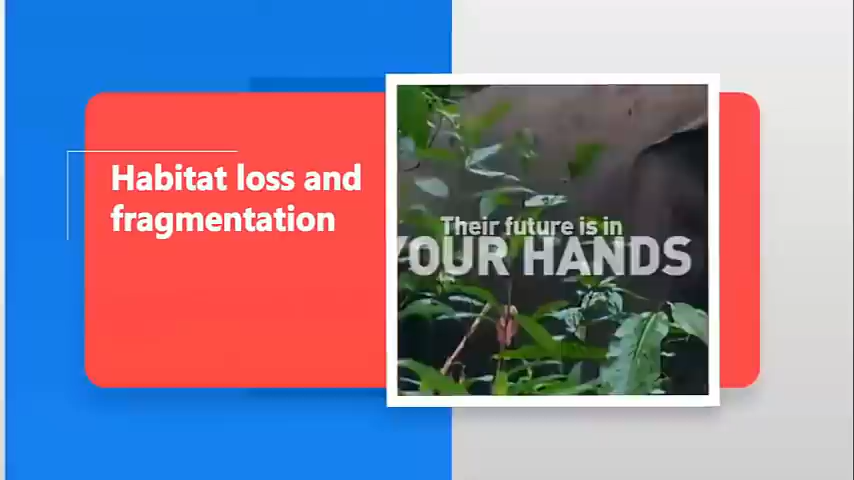 Habitat loss and
fragmentation
Their future is in
YOUR HANDS